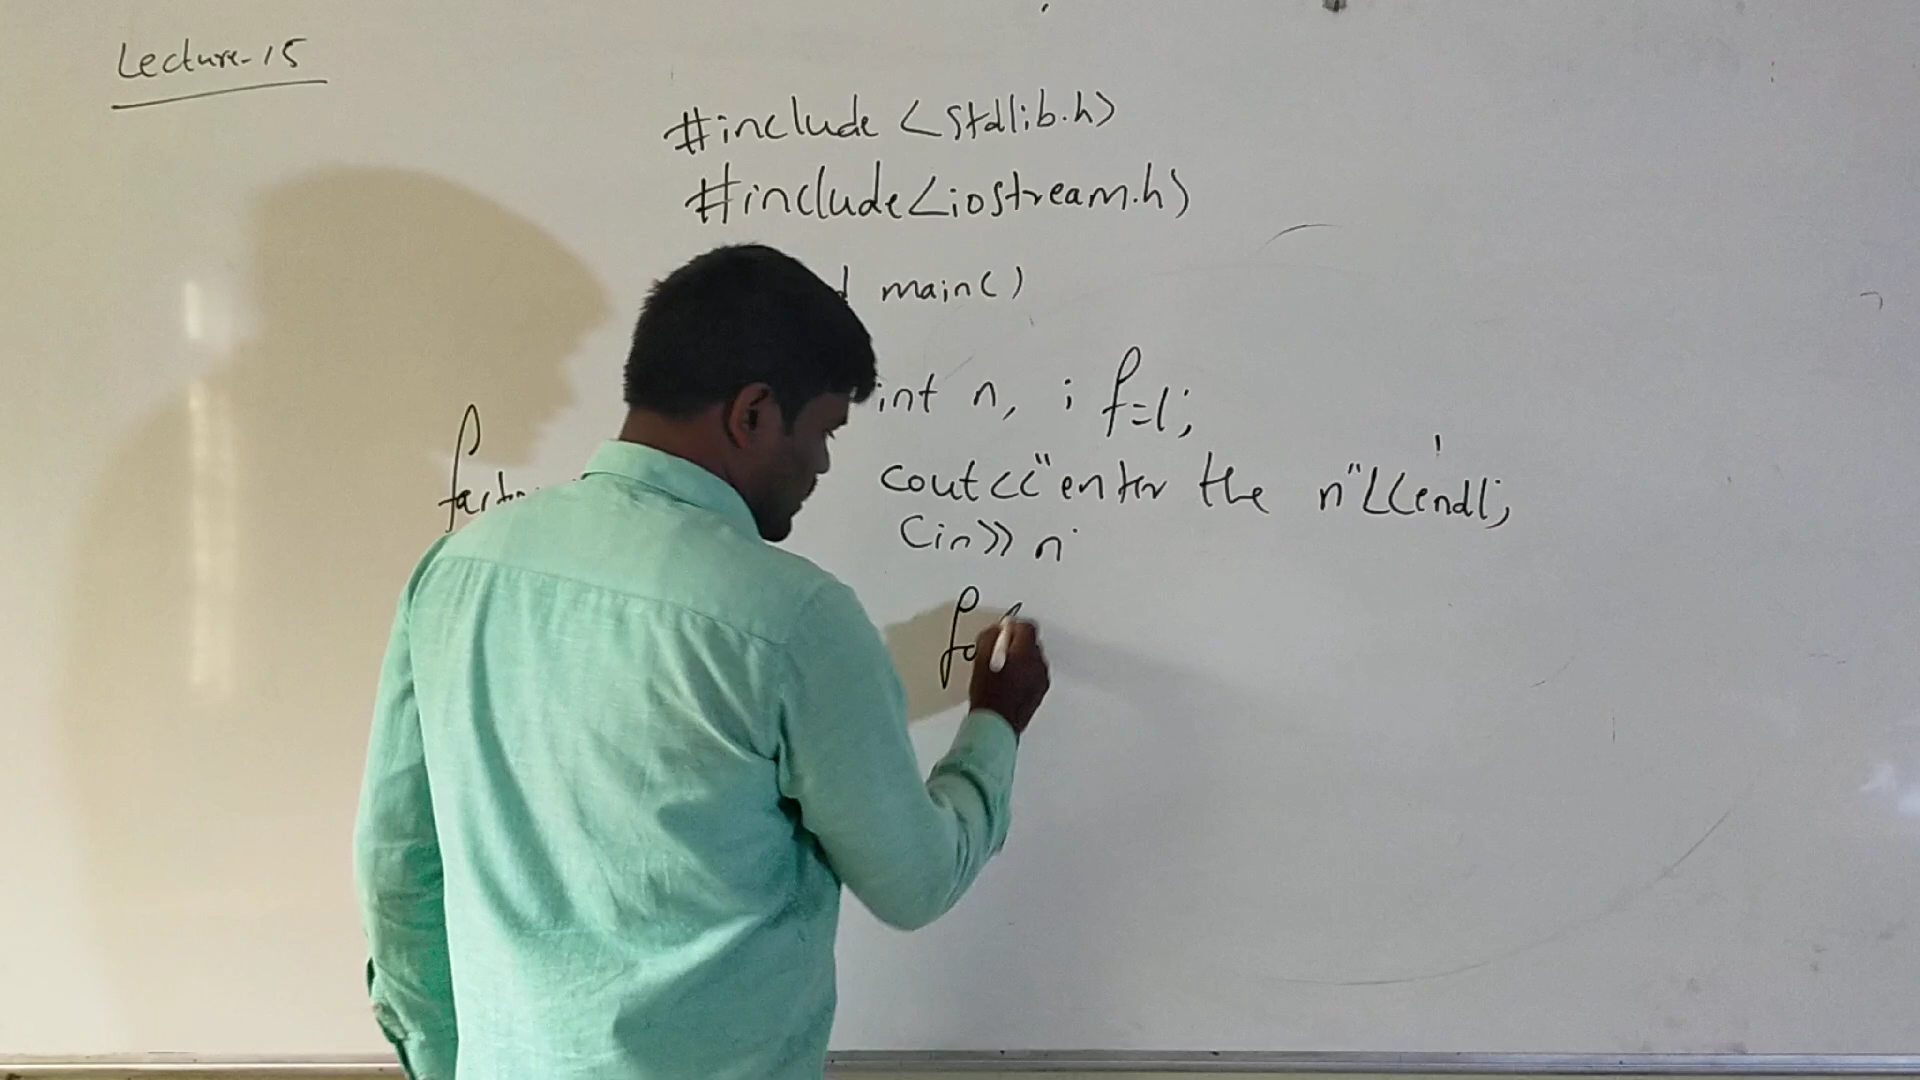 Lecture-15
#include <stdlib.h>
#include<iostream.h>
main()
int n, i f=1;
cout<<"enter the n"<<endl;
Cin>> n